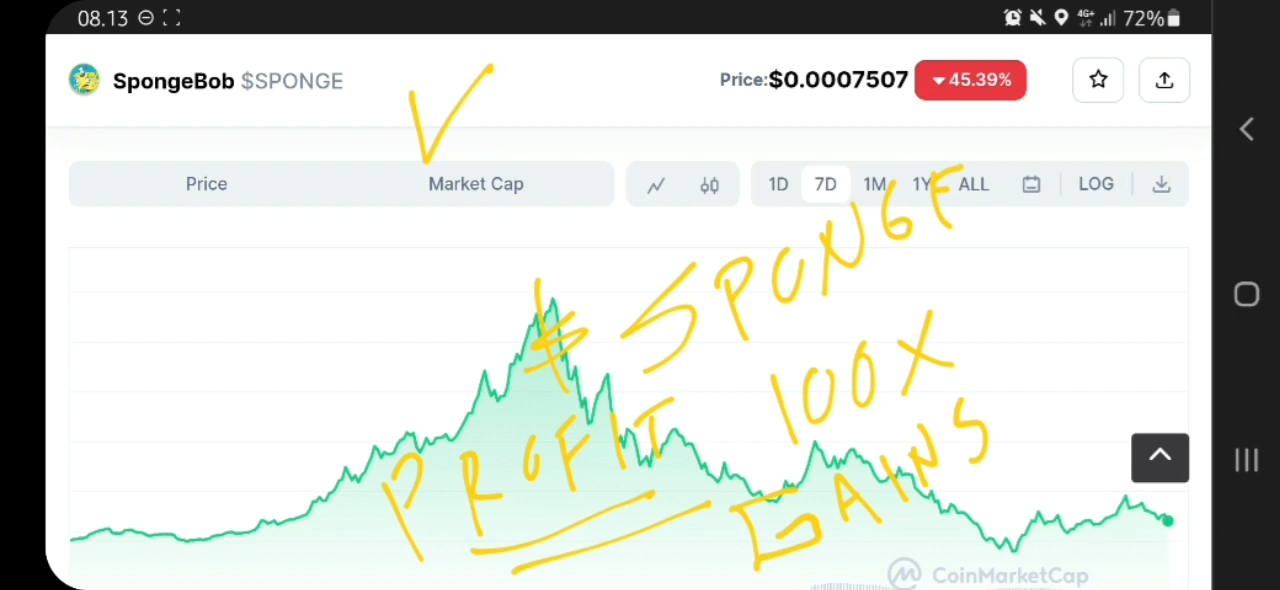 08.13 4G+ 72%
SpongeBob $SPONGE Price:$0.0007507 45.39%
Price Market Cap 1D 7D 1M 1Y ALL LOG
$ SPONGE
100X
PROFIT
GAINS
CoinMarketCap